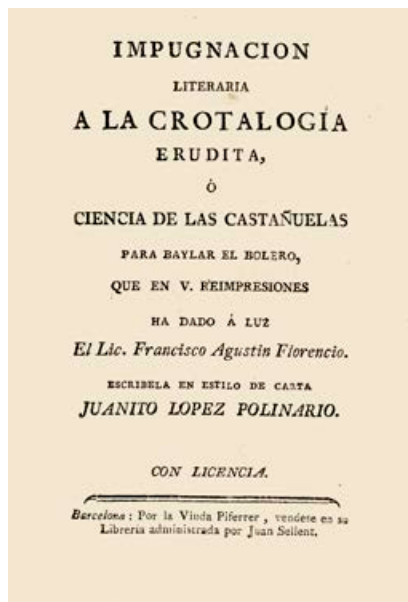 IMPUGNACION
LITERARIA
A LA CROTALOGÍA
ERUDITA,
Ó
CIENCIA DE LAS CASTAÑUELAS
PARA BAYLAR EL BOLERO,
QUE EN V. REIMPRESIONES
HA DADO Á LUZ
El Lic. Francisco Agustin Florencio.
ESCRIBELA EN ESTILO DE CARTA
JUANITO LOPEZ POLINARIO.
CON LICENCIA.
Barcelona: Por la Viuda Piferrer, vendese en su
Librería administrada por Juan Sellent.